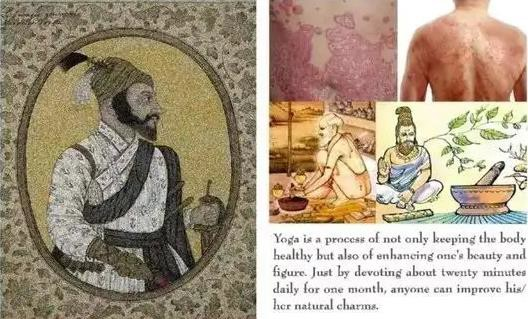 Yoga is a process of not only keeping the body
healthy but also of enhancing one's beauty and
figure. Just by devoting about twenty minutes
daily for one month, anyone can improve his/
her natural charms.